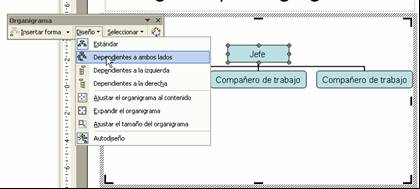 Organigrama
Insertar forma Diseño Seleccionar
Estándar
Dependientes a ambos lados
Dependientes a la izquierda
Dependientes a la derecha
Ajustar el organigrama al contenido
Expandir el organigrama
Ajustar el tamaño del organigrama
Autodiseño
Jefe
Compañero de trabajo Compañero de trabajo